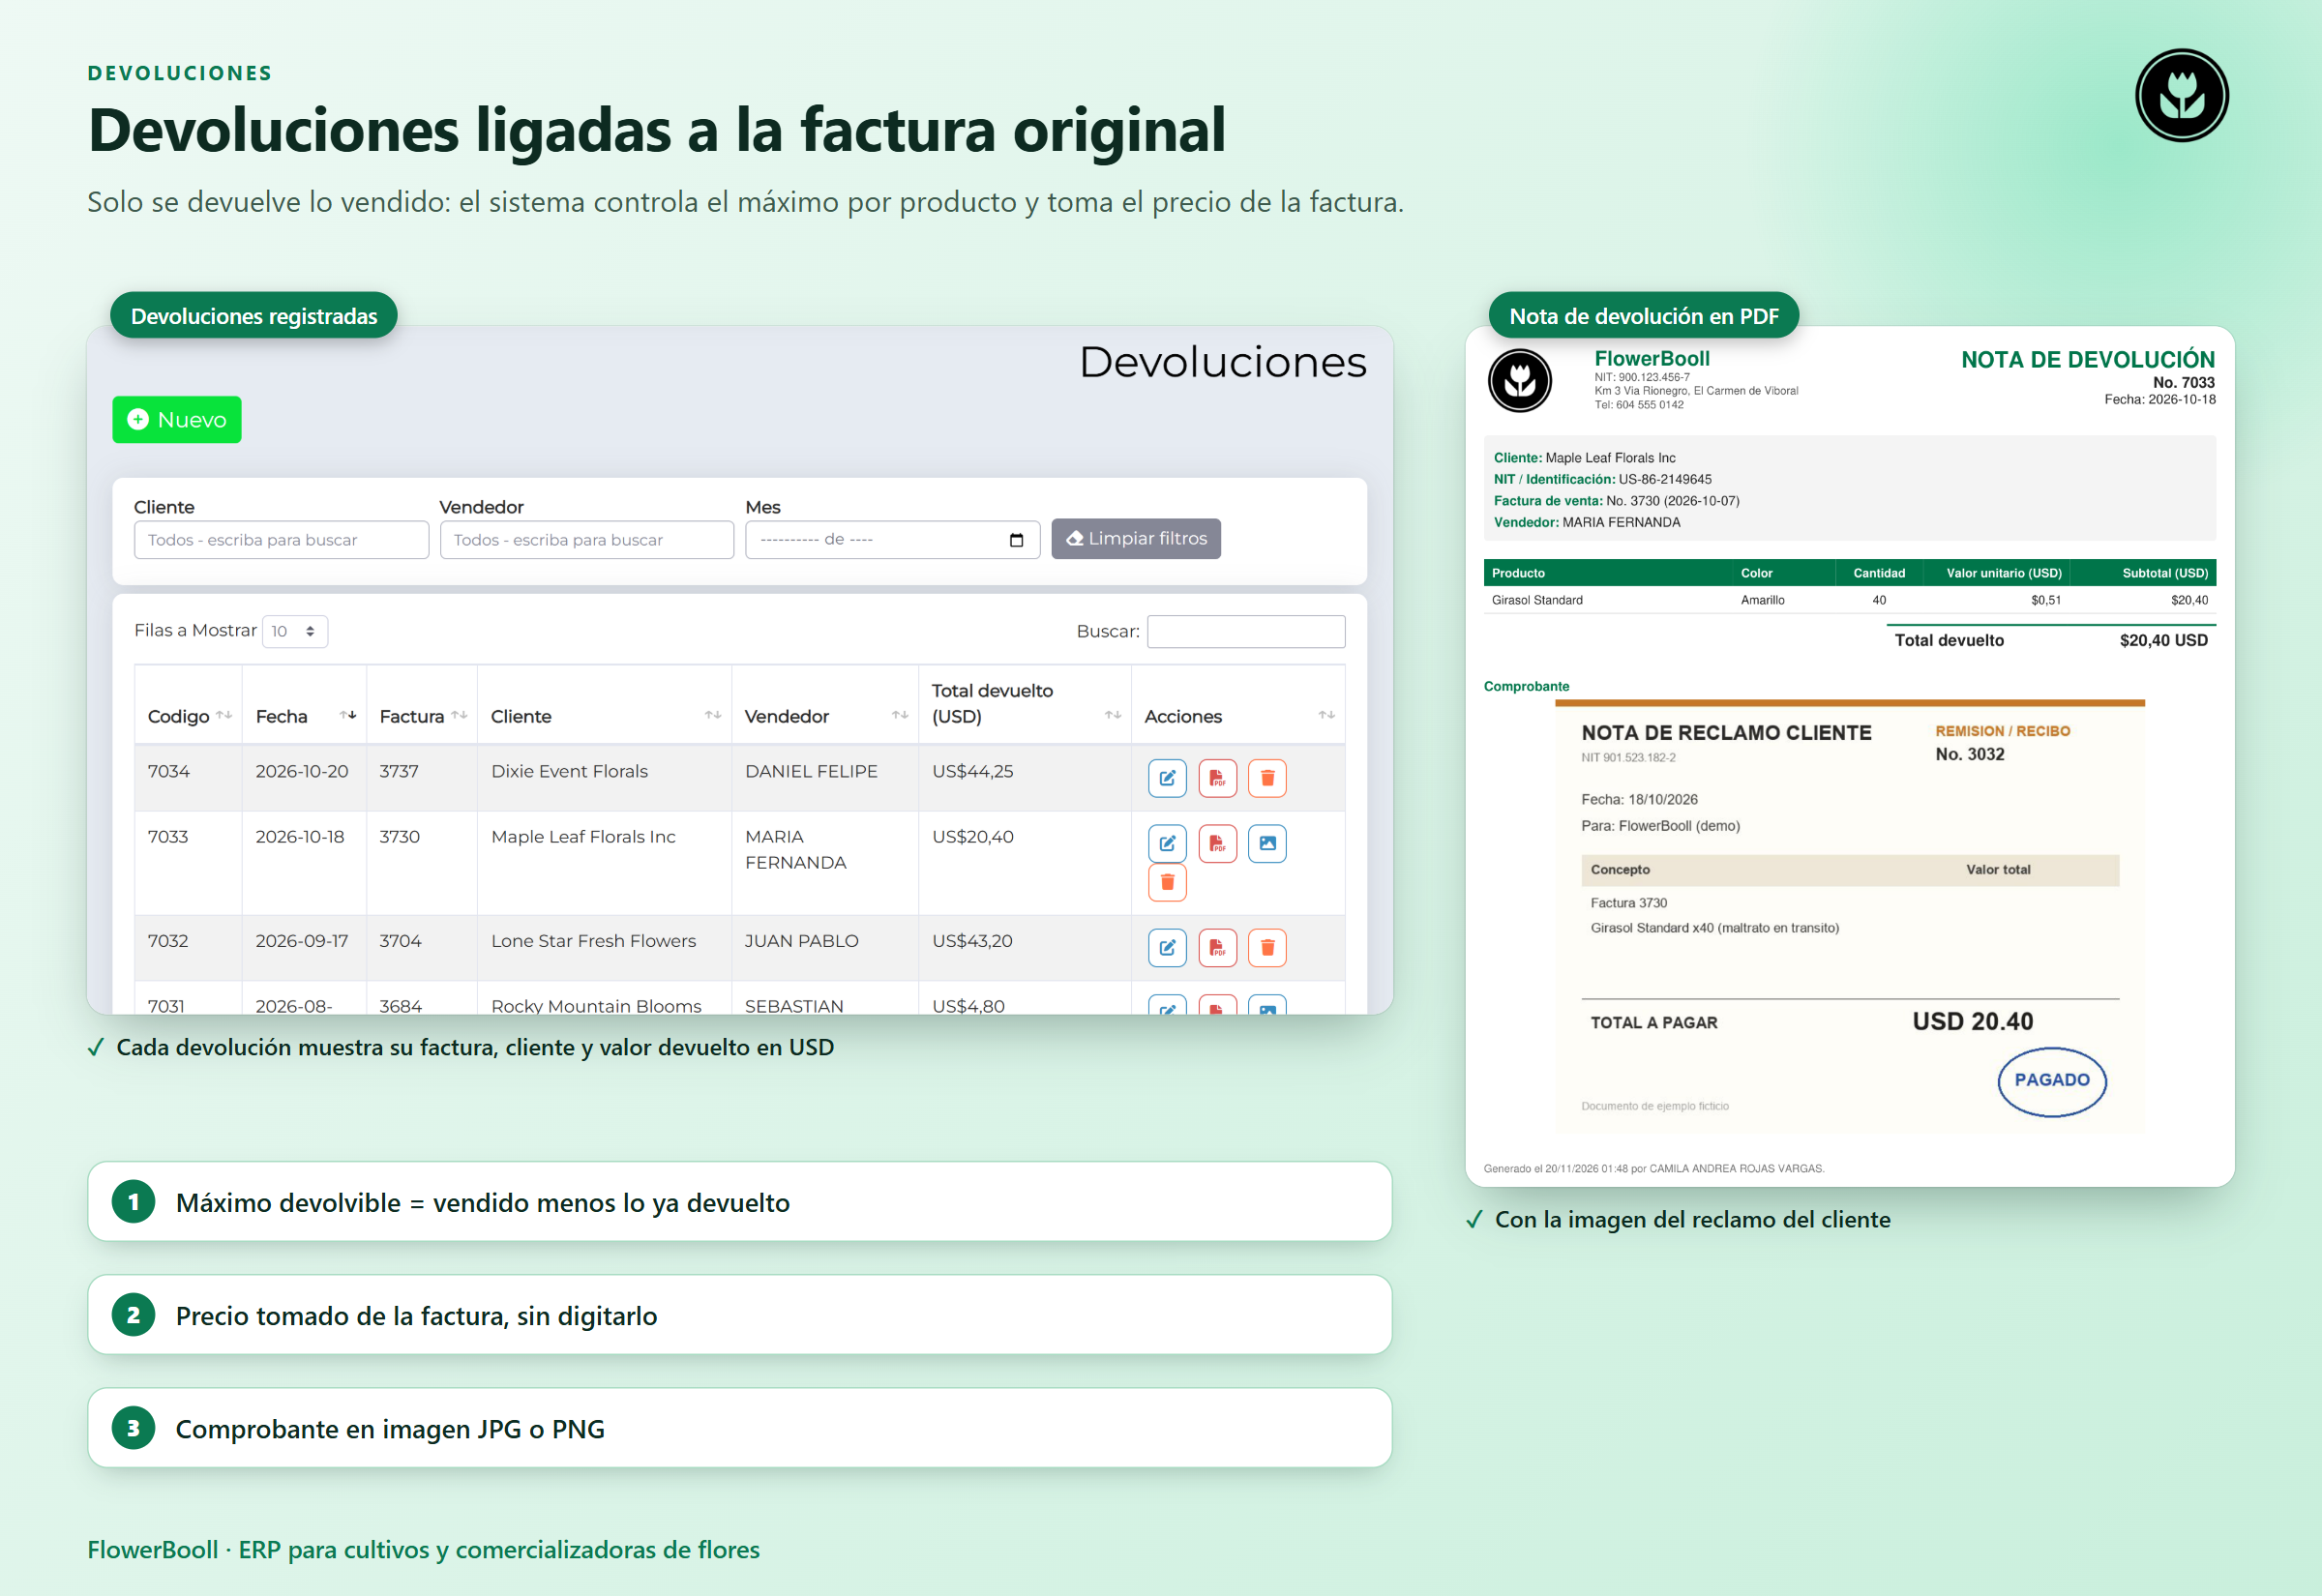 DEVOLUCIONES
Devoluciones ligadas a la factura original
Solo se devuelve lo vendido: el sistema controla el máximo por producto y toma el precio de la factura.
Devoluciones registradas
Devoluciones
Nuevo
Cliente Vendedor Mes
Todos - escriba para buscar Todos - escriba para buscar ---------- de ---- Limpiar filtros
Filas a Mostrar 10 Buscar:
Codigo Fecha Factura Cliente Vendedor Total devuelto (USD) Acciones
7034 2026-10-20 3737 Dixie Event Florals DANIEL FELIPE US$44,25 PDF
7033 2026-10-18 3730 Maple Leaf Florals Inc MARIA FERNANDA US$20,40 PDF
7032 2026-09-17 3704 Lone Star Fresh Flowers JUAN PABLO US$43,20 PDF
7031 2026-08- 3684 Rocky Mountain Blooms SEBASTIAN US$4,80
✓ Cada devolución muestra su factura, cliente y valor devuelto en USD
1 Máximo devolvible = vendido menos lo ya devuelto
2 Precio tomado de la factura, sin digitarlo
3 Comprobante en imagen JPG o PNG
Nota de devolución en PDF
FlowerBooll
NIT: 900.123.456-7
Km 3 Via Rionegro, El Carmen de Viboral
Tel: 604 555 0142
NOTA DE DEVOLUCIÓN
No. 7033
Fecha: 2026-10-18
Cliente: Maple Leaf Florals Inc
NIT / Identificación: US-86-2149645
Factura de venta: No. 3730 (2026-10-07)
Vendedor: MARIA FERNANDA
Producto Color Cantidad Valor unitario (USD) Subtotal (USD)
Girasol Standard Amarillo 40 $0,51 $20,40
Total devuelto $20,40 USD
Comprobante
NOTA DE RECLAMO CLIENTE
NIT 901.523.182-2
REMISION / RECIBO
No. 3032
Fecha: 18/10/2026
Para: FlowerBooll (demo)
Concepto Valor total
Factura 3730
Girasol Standard x40 (maltrato en transito)
TOTAL A PAGAR USD 20.40
PAGADO
Documento de ejemplo ficticio
Generado el 20/11/2026 01:48 por CAMILA ANDREA ROJAS VARGAS.
✓ Con la imagen del reclamo del cliente
FlowerBooll · ERP para cultivos y comercializadoras de flores